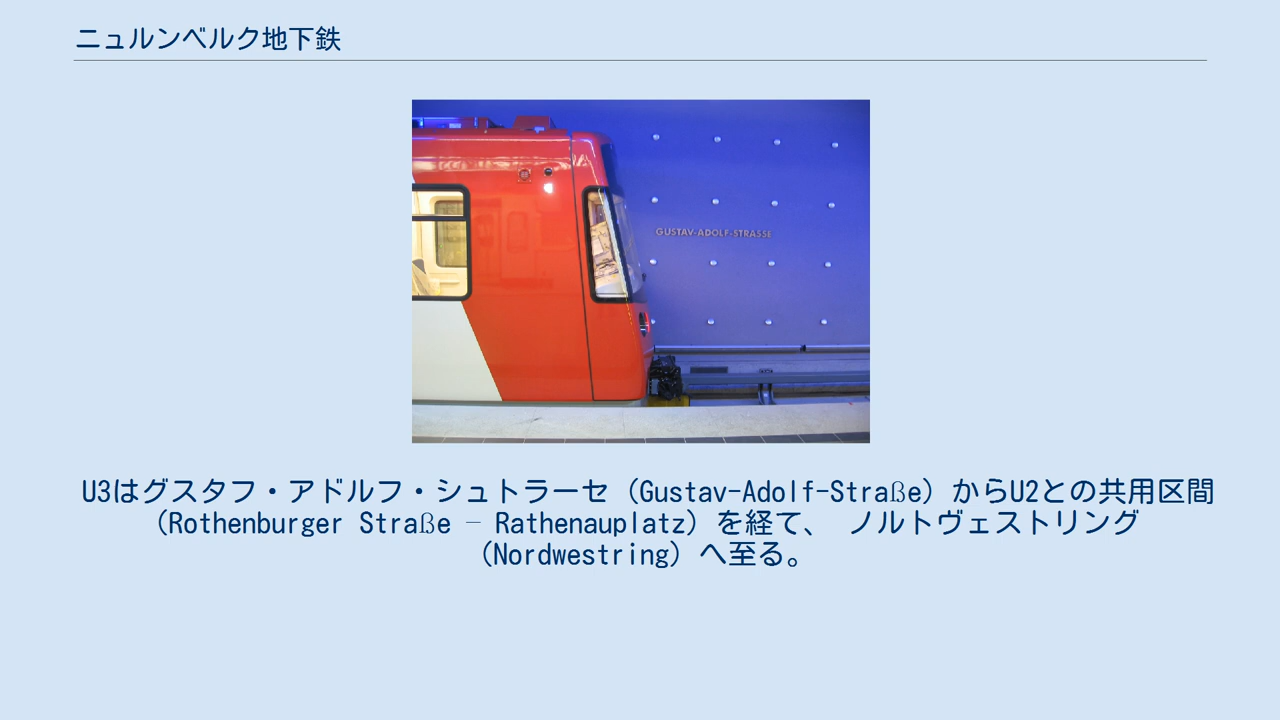 ニュルンベルク地下鉄
GUSTAV-ADOLF-STRASSE
U3はグスタフ・アドルフ・シュトラーセ（Gustav-Adolf-Straße）からU2との共用区間
（Rothenburger Straße – Rathenauplatz）を経て、 ノルトヴェストリング
（Nordwestring）へ至る。